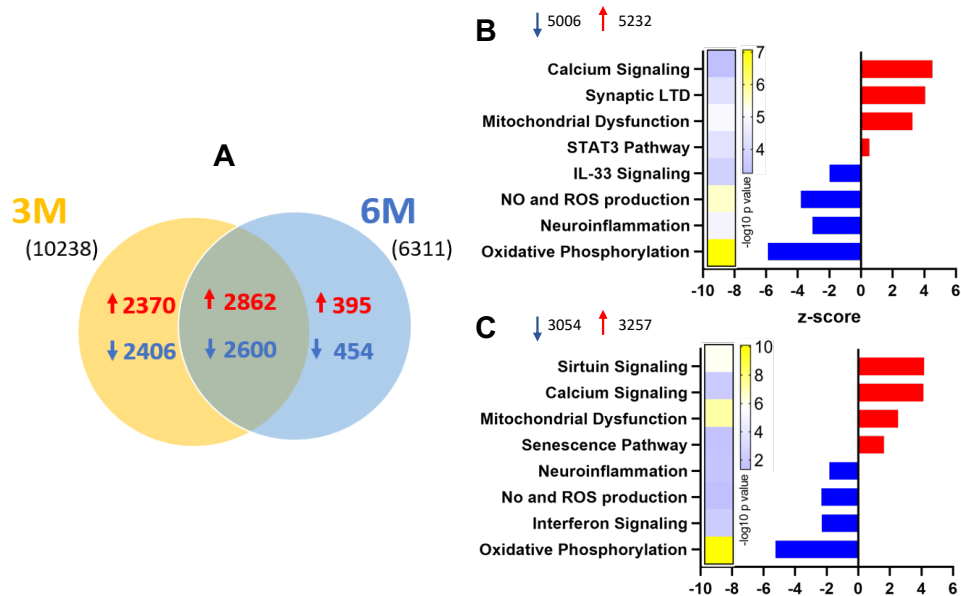 A
3M
6M
(10238)
(6311)
2370
2862
395
2406
2600
454
B
5006
5232
Calcium Signaling
Synaptic LTD
Mitochondrial Dysfunction
STAT3 Pathway
IL-33 Signaling
NO and ROS production
Neuroinflammation
Oxidative Phosphorylation
7
6
5
4
-log10 p value
-10 -8 -6 -4 -2 0 2 4 6
z-score
C
3054
3257
Sirtuin Signaling
Calcium Signaling
Mitochondrial Dysfunction
Senescence Pathway
Neuroinflammation
No and ROS production
Interferon Signaling
Oxidative Phosphorylation
10
8
6
4
2
-log10 p value
-10 -8 -6 -4 -2 0 2 4 6